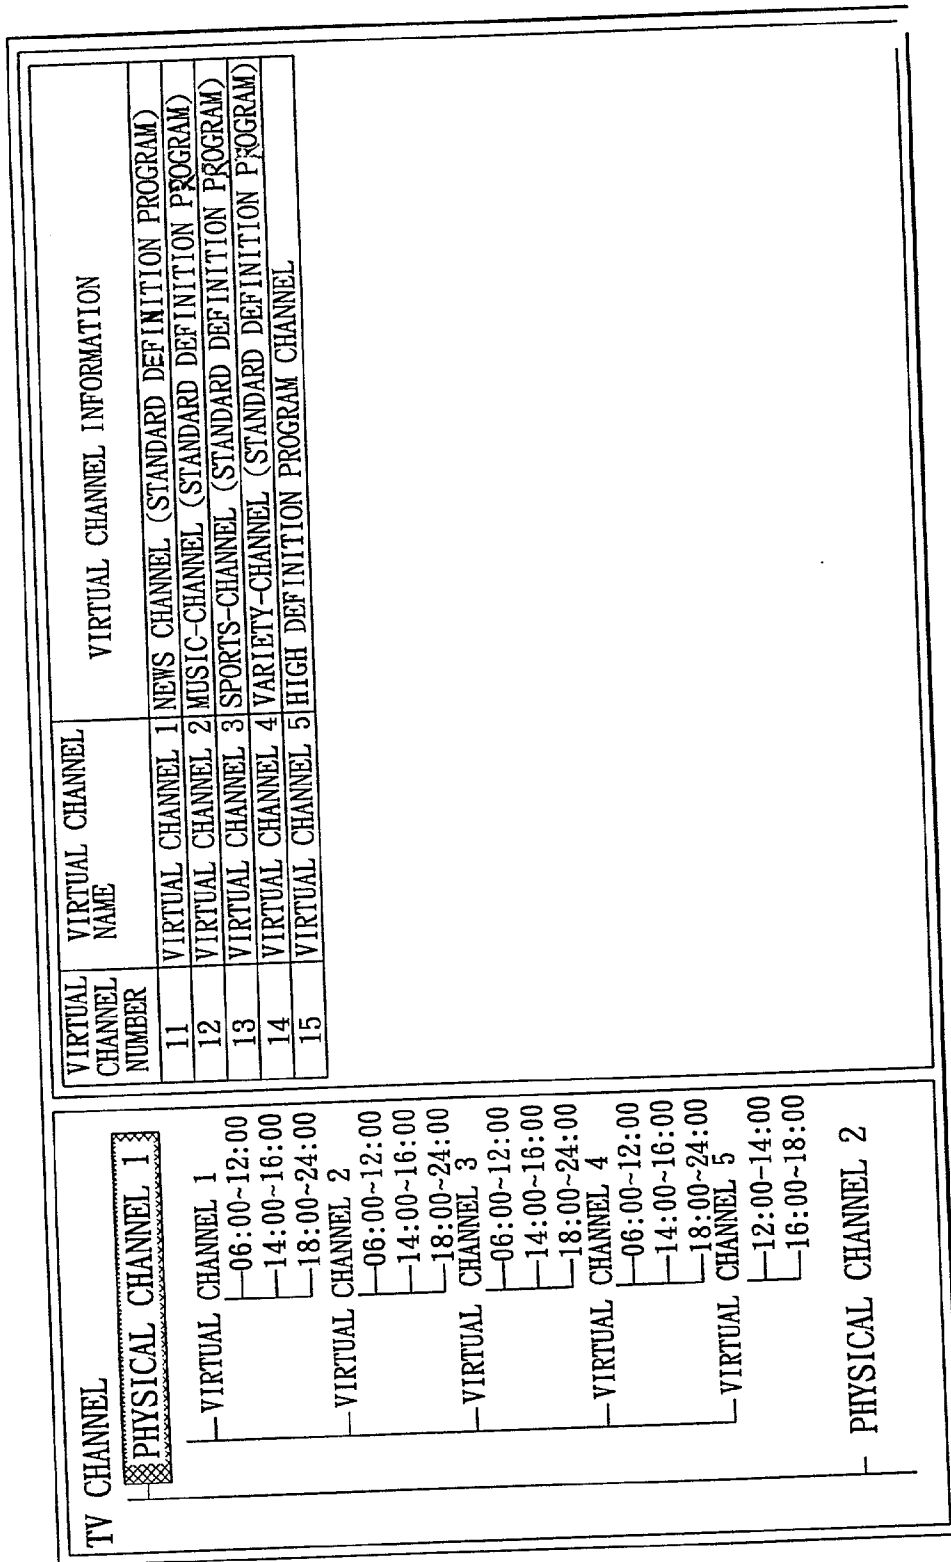 TV CHANNEL
PHYSICAL CHANNEL 1
VIRTUAL CHANNEL 1
06:00~12:00
14:00~16:00
18:00~24:00
VIRTUAL CHANNEL 2
06:00~12:00
14:00~16:00
18:00~24:00
VIRTUAL CHANNEL 3
06:00~12:00
14:00~16:00
18:00~24:00
VIRTUAL CHANNEL 4
06:00~12:00
14:00~16:00
18:00~24:00
VIRTUAL CHANNEL 5
12:00~14:00
16:00~18:00
PHYSICAL CHANNEL 2
VIRTUAL CHANNEL NUMBER VIRTUAL CHANNEL NAME VIRTUAL CHANNEL INFORMATION
11 VIRTUAL CHANNEL 1 NEWS CHANNEL (STANDARD DEFINITION PROGRAM)
12 VIRTUAL CHANNEL 2 MUSIC-CHANNEL (STANDARD DEFINITION PROGRAM)
13 VIRTUAL CHANNEL 3 SPORTS-CHANNEL (STANDARD DEFINITION PROGRAM)
14 VIRTUAL CHANNEL 4 VARIETY-CHANNEL (STANDARD DEFINITION PROGRAM)
15 VIRTUAL CHANNEL 5 HIGH DEFINITION PROGRAM CHANNEL